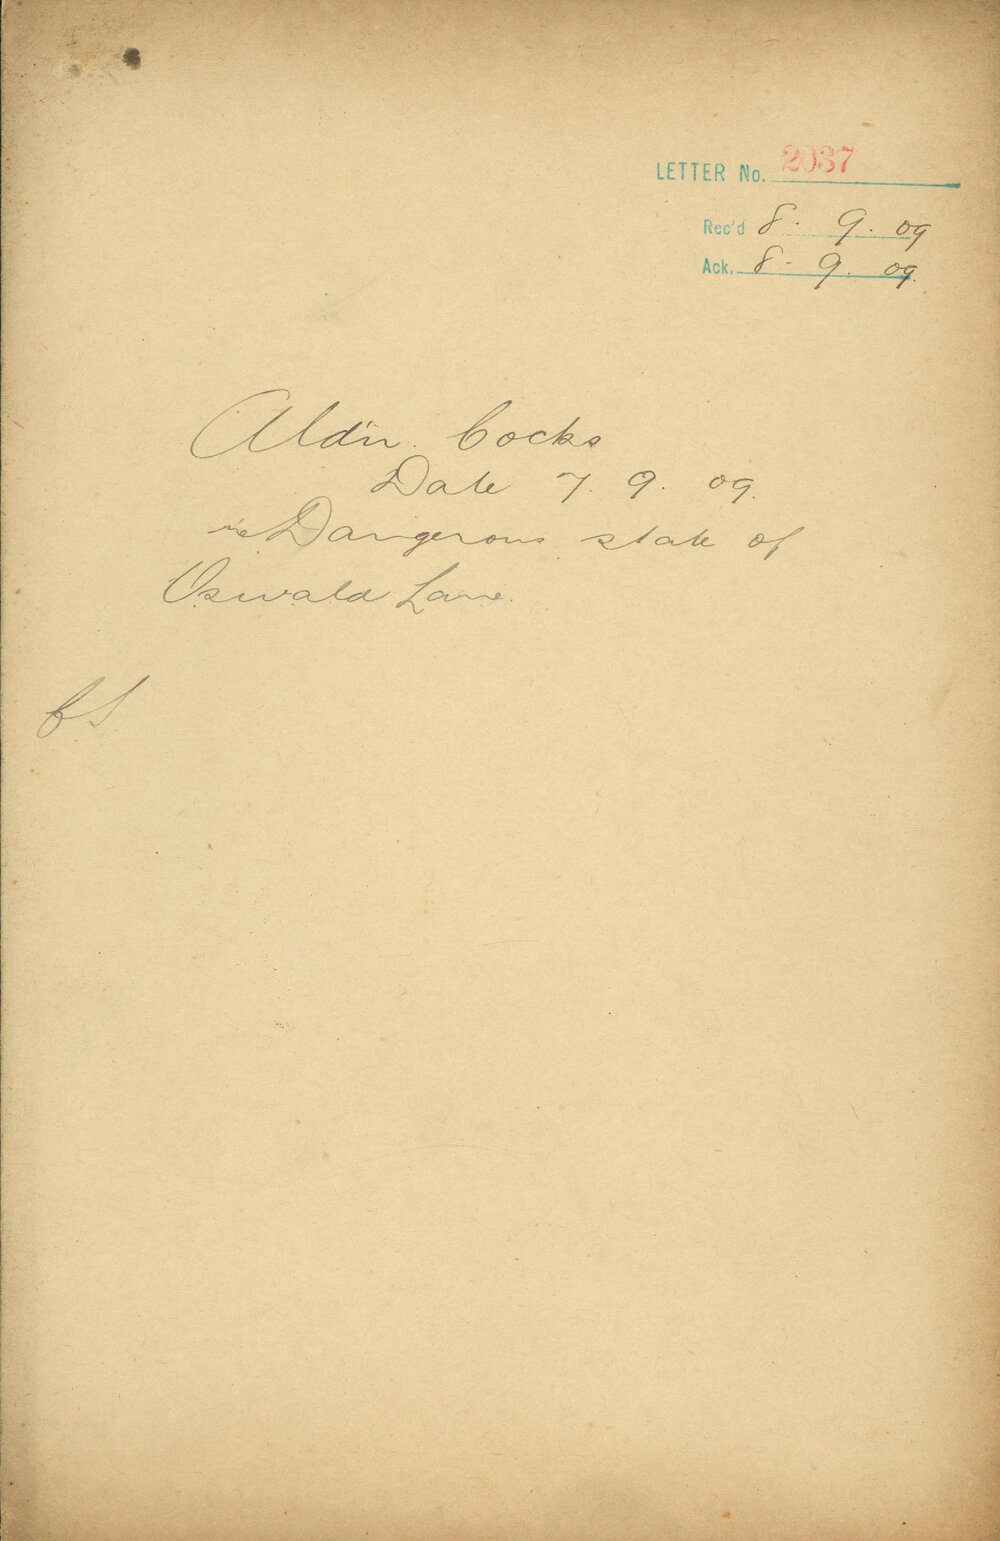 LETTER No. 2037
Rec'd 8. 9. 09
Ack. 8. 9. 09.
Aldn. Cocks
Date 7. 9. 09.
re Dangerous state of
Oswald Lane.